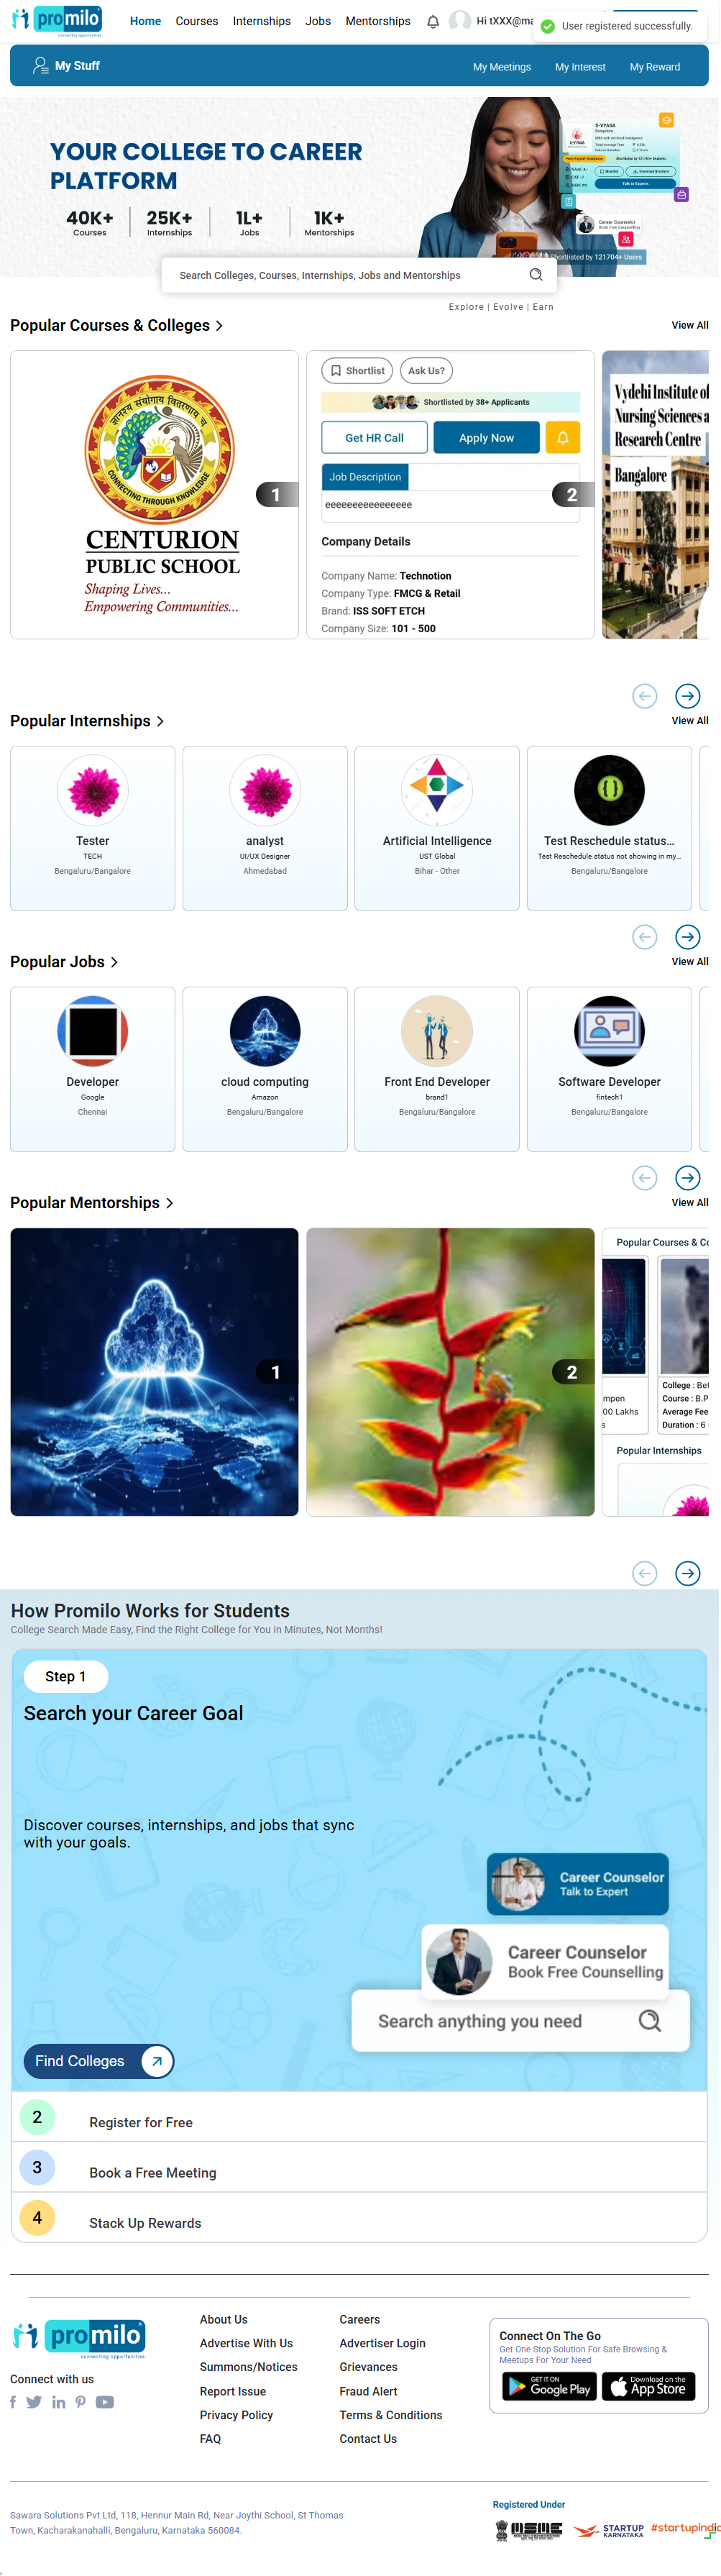 promilo
connecting opportunities
Home Courses Internships Jobs Mentorships
User registered successfully.
My Stuff
My Meetings My Interest My Reward
YOUR COLLEGE TO CAREER
PLATFORM
40K+ 25K+ 1L+ 1K+
Courses Internships Jobs Mentorships
S-VYASA
Bangalore
Talk to Experts
Career Counselor
Book Free Counselling
Shortlisted by 121704+ Users
Search Colleges, Courses, Internships, Jobs and Mentorships
Explore | Evolve | Earn
Popular Courses & Colleges
View All
CONNECTING THROUGH KNOWLEDGE
CENTURION
PUBLIC SCHOOL
Shaping Lives...
Empowering Communities...
1
Shortlist Ask Us?
Shortlisted by 38+ Applicants
Get HR Call Apply Now
Job Description
eeeeeeeeeeeeeeee
Company Details
Company Name: Technotion
Company Type: FMCG & Retail
Brand: ISS SOFT ETCH
Company Size: 101 - 500
2
Vydehi Institute of
Nursing Sciences a
Research Centre
Bangalore
Popular Internships
View All
Tester
TECH
Bengaluru/Bangalore
analyst
UI/UX Designer
Ahmedabad
Artificial Intelligence
UST Global
Bihar - Other
Test Reschedule status...
Test Reschedule status not showing in my...
Bengaluru/Bangalore
Popular Jobs
View All
Developer
Google
Chennai
cloud computing
Amazon
Bengaluru/Bangalore
Front End Developer
brand1
Bengaluru/Bangalore
Software Developer
fintech1
Bengaluru/Bangalore
Popular Mentorships
View All
1
2
Popular Courses & Co
mpen
00 Lakhs
s
College : Bet
Course : B.P
Average Fee
Duration : 6
Popular Internships
How Promilo Works for Students
College Search Made Easy, Find the Right College for You in Minutes, Not Months!
Step 1
Search your Career Goal
Discover courses, internships, and jobs that sync
with your goals.
Career Counselor
Talk to Expert
Career Counselor
Book Free Counselling
Search anything you need
Find Colleges
2 Register for Free
3 Book a Free Meeting
4 Stack Up Rewards
promilo
connecting opportunities
Connect with us
About Us
Advertise With Us
Summons/Notices
Report Issue
Privacy Policy
FAQ
Careers
Advertiser Login
Grievances
Fraud Alert
Terms & Conditions
Contact Us
Connect On The Go
Get One Stop Solution For Safe Browsing &
Meetups For Your Need
GET IT ON
Google Play
Download on the
App Store
Sawara Solutions Pvt Ltd, 118, Hennur Main Rd, Near Joythi School, St Thomas
Town, Kacharakanahalli, Bengaluru, Karnataka 560084.
Registered Under
MSME
STARTUP
KARNATAKA
#startupindia